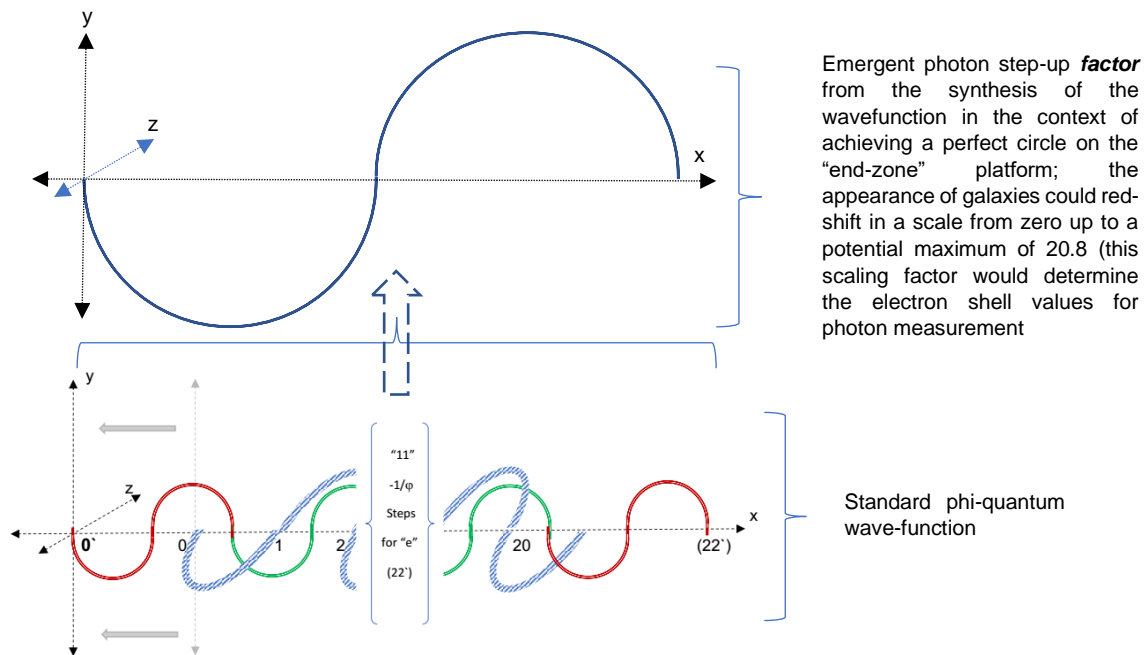 y
z
x
Emergent photon step-up factor
from the synthesis of the
wavefunction in the context of
achieving a perfect circle on the
“end-zone” platform; the
appearance of galaxies could red-
shift in a scale from zero up to a
potential maximum of 20.8 (this
scaling factor would determine
the electron shell values for
photon measurement
y
z
x
0`
0
1
2
“11”
-1/φ
Steps
for “e”
(22`)
20
(22`)
Standard phi-quantum
wave-function